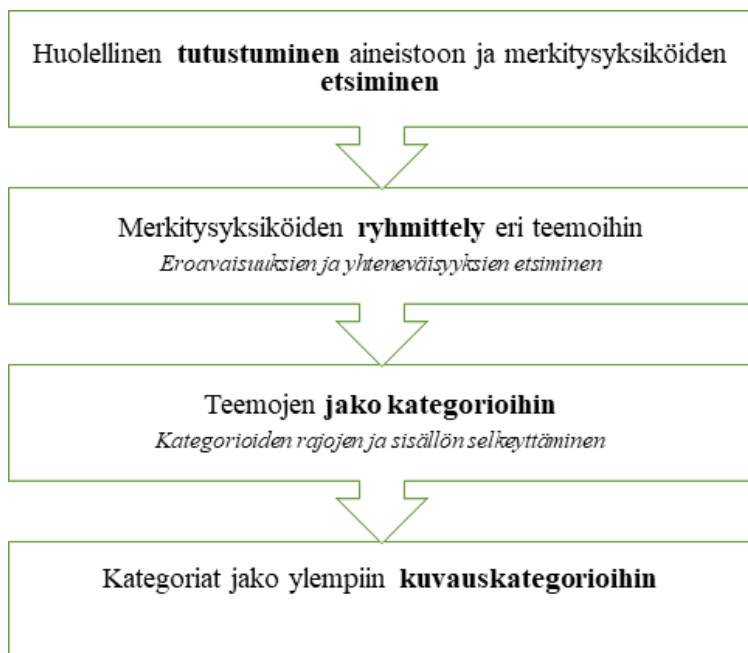 Huolellinen tutustuminen aineistoon ja merkitysyksiköiden
etsiminen
Merkitysyksiköiden ryhmittely eri teemoihin
Eroavaisuuksien ja yhteneväisyyksien etsiminen
Teemojen jako kategorioihin
Kategorioiden rajojen ja sisällön selkeyttäminen
Kategoriat jako ylempiin kuvauskategorioihin